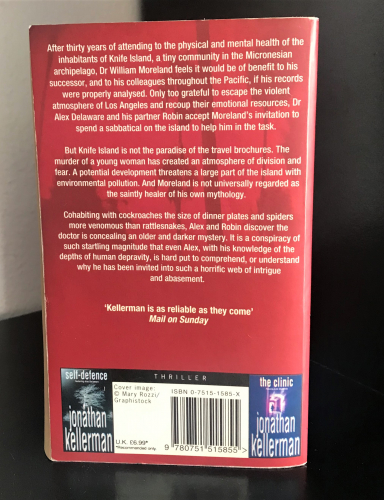 After thirty years of attending to the physical and mental health of the
inhabitants of Knife Island, a tiny community in the Micronesian
archipelago, Dr William Moreland feels it would be of benefit to his
successor, and to his colleagues throughout the Pacific, if his records
were properly analysed. Only too grateful to escape the violent
atmosphere of Los Angeles and recoup their emotional resources, Dr
Alex Delaware and his partner Robin accept Moreland's invitation to
spend a sabbatical on the island to help him in the task.
But Knife Island is not the paradise of the travel brochures. The
murder of a young woman has created an atmosphere of division and
fear. A potential development threatens a large part of the island with
environmental pollution. And Moreland is not universally regarded as
the saintly healer of his own mythology.
Cohabiting with cockroaches the size of dinner plates and spiders
more venomous than rattlesnakes, Alex and Robin discover the
doctor is concealing an older and darker mystery. It is a conspiracy of
such startling magnitude that even Alex, with his knowledge of the
depths of human depravity, is hard put to comprehend, or understand
why he has been invited into such a horrific web of intrigue
and abasement.
'Kellerman is as reliable as they come'
Mail on Sunday
THRILLER
self-defence
jonathan
kellerman
Cover image:
© Mary Rozzi/
Graphistock
U.K. £6.99*
*Recommended only
ISBN 0-7515-1585-X
9 780751 515855 >
the clinic
jonathan
kellerman